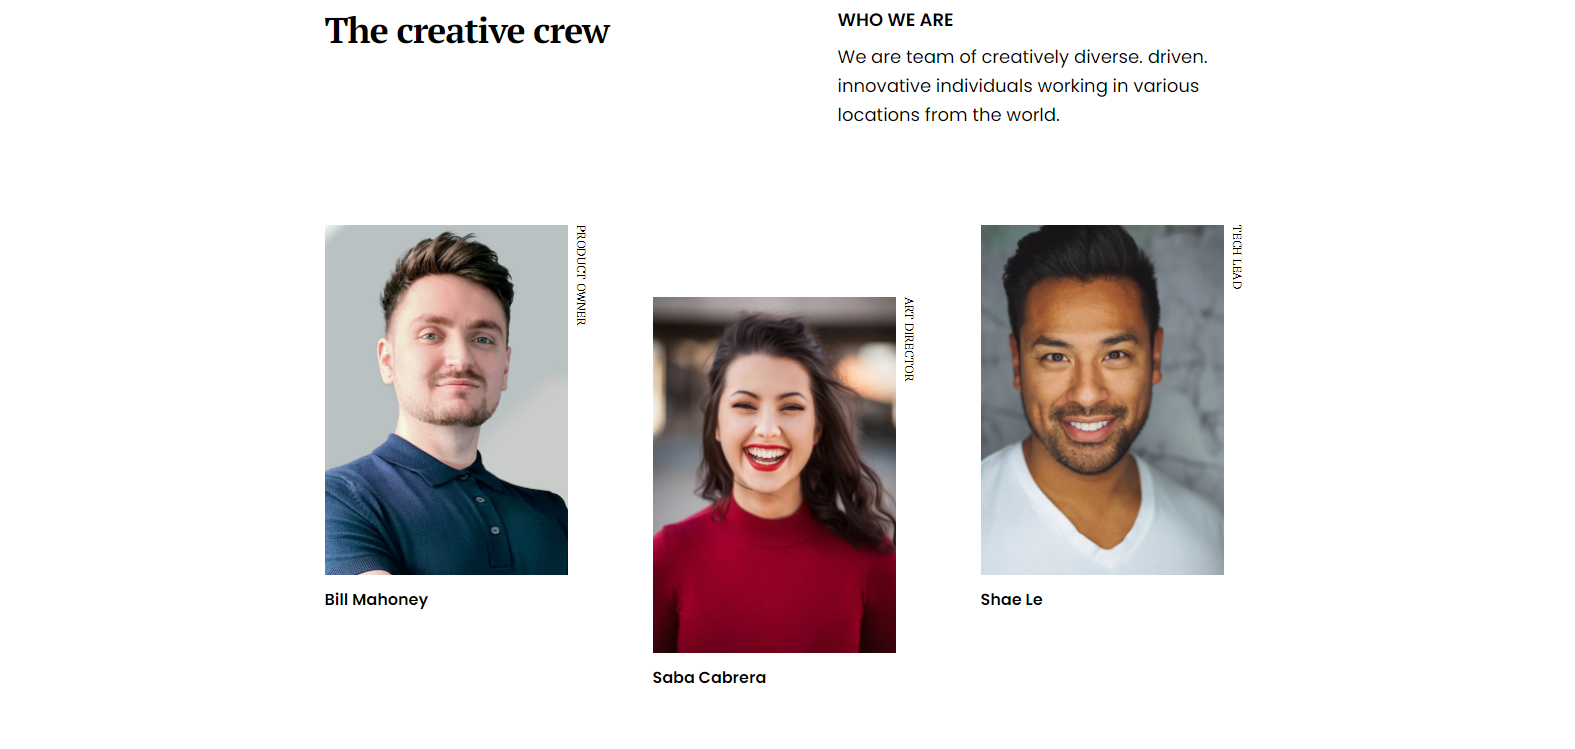 The creative crew
WHO WE ARE
We are team of creatively diverse. driven.
innovative individuals working in various
locations from the world.
PRODUCT OWNER
Bill Mahoney
ART DIRECTOR
Saba Cabrera
TECH LEAD
Shae Le